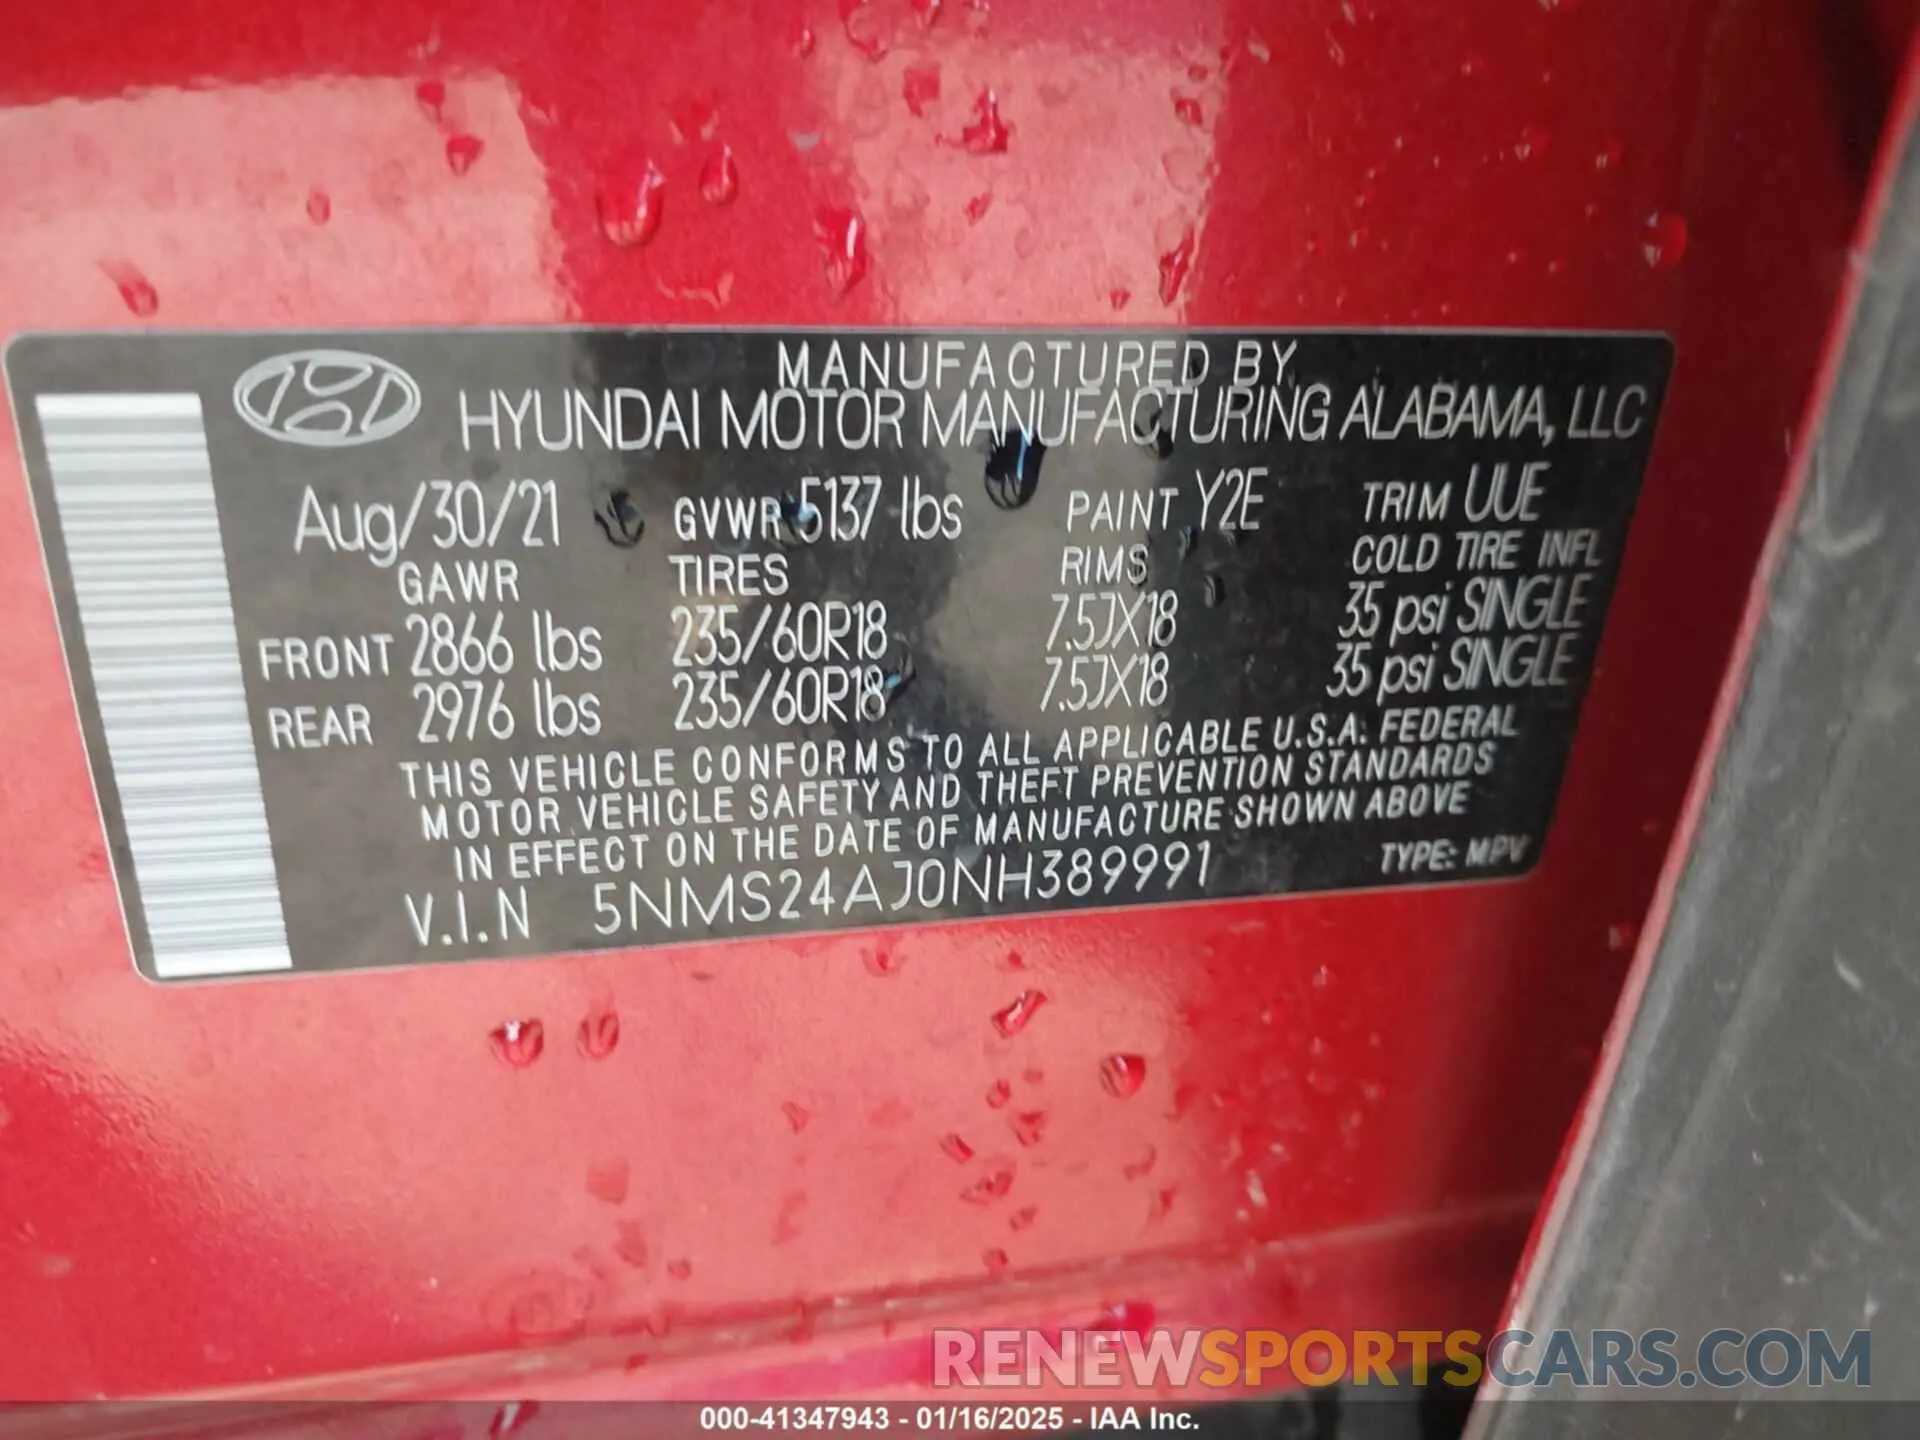 MANUFACTURED BY
HYUNDAI MOTOR MANUFACTURING ALABAMA, LLC
Aug/30/21 GVWR 5137 lbs PAINT Y2E TRIM UUE
GAWR TIRES RIMS COLD TIRE INFL
FRONT 2866 lbs 235/60R18 7.5JX18 35 psi SINGLE
REAR 2976 lbs 235/60R18 7.5JX18 35 psi SINGLE
THIS VEHICLE CONFORMS TO ALL APPLICABLE U.S.A. FEDERAL
MOTOR VEHICLE SAFETY AND THEFT PREVENTION STANDARDS
IN EFFECT ON THE DATE OF MANUFACTURE SHOWN ABOVE
V.I.N 5NMS24AJ0NH389991 TYPE: MPV
RENEWSPORTSCARS.COM
000-41347943 - 01/16/2025 - IAA Inc.